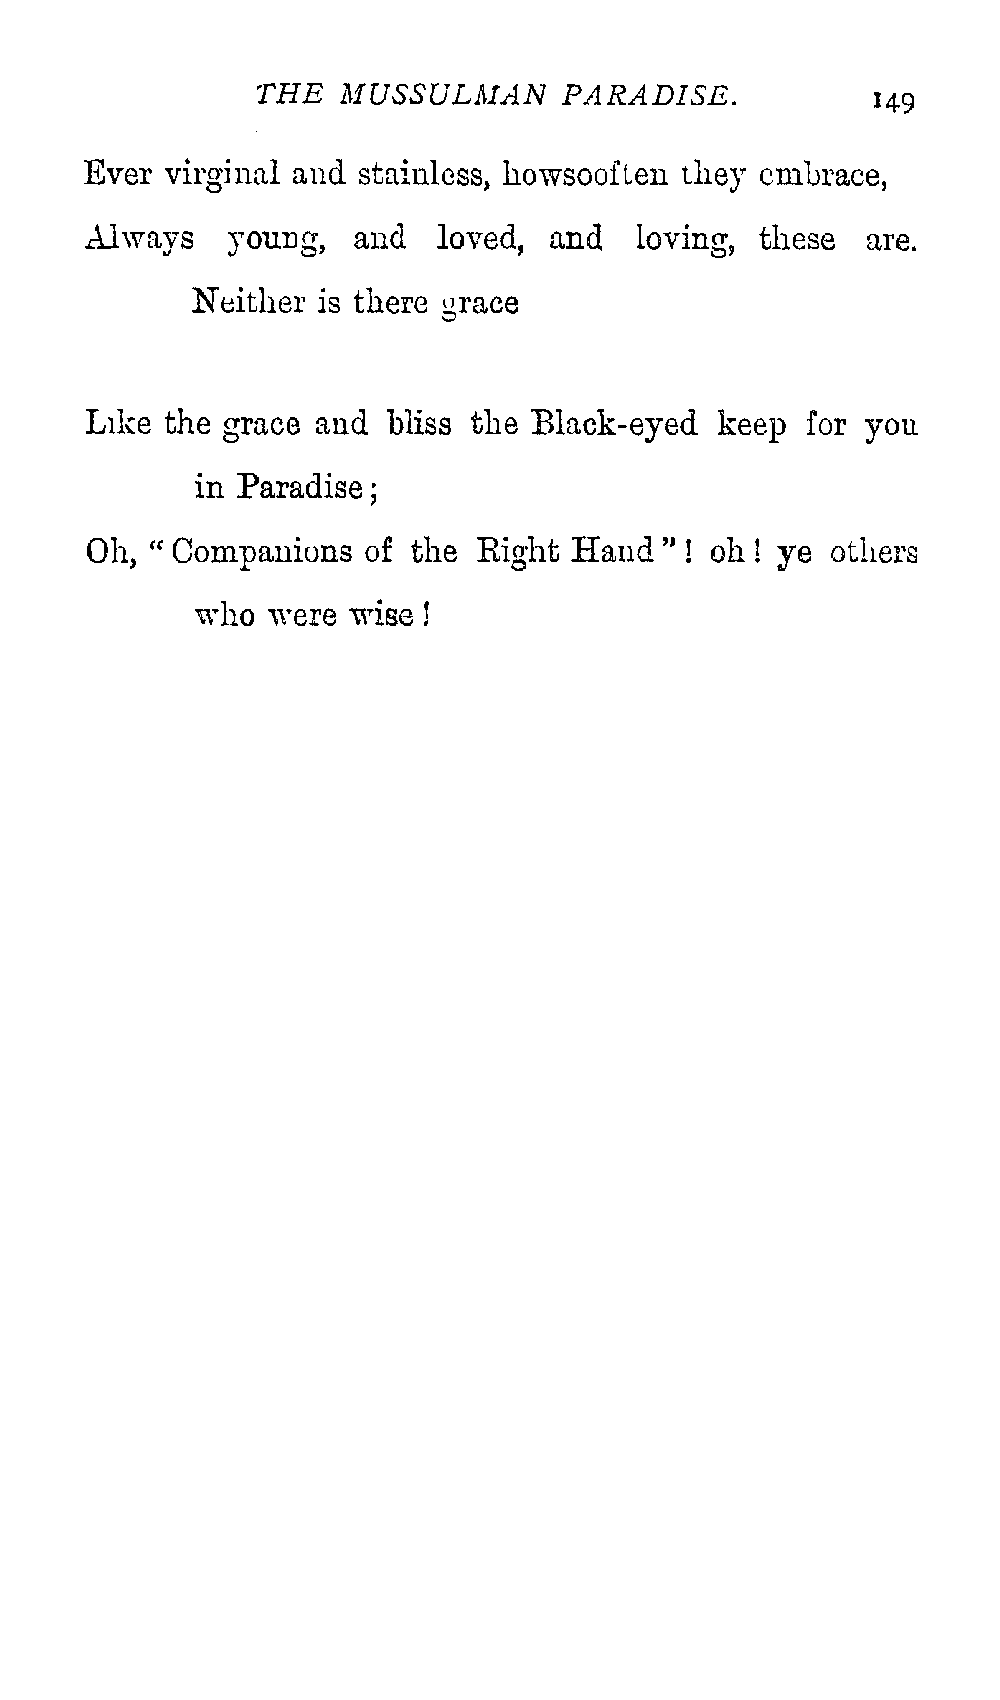 THE MUSSULMAN PARADISE. 149
Ever virginal and stainless, howsooften they embrace,
Always young, and loved, and loving, these are.
Neither is there grace
Like the grace and bliss the Black-eyed keep for you
in Paradise;
Oh, "Companions of the Right Hand"! oh! ye others
who were wise!